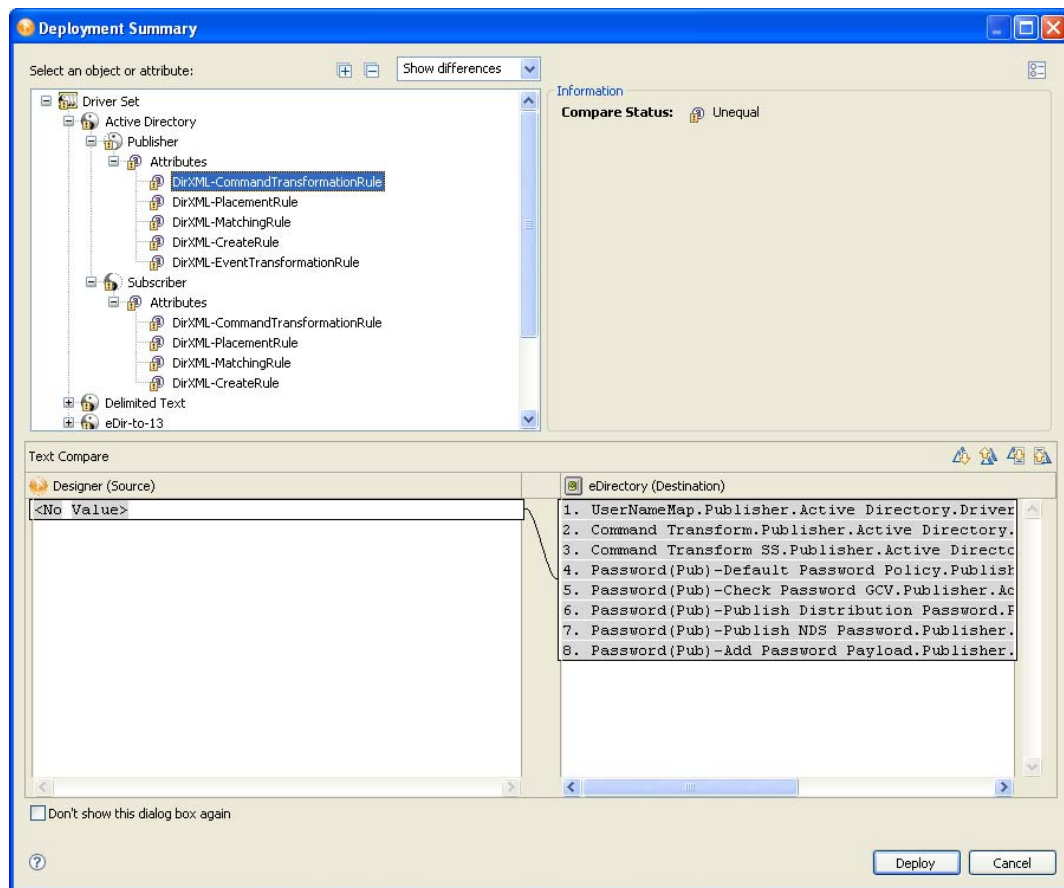 Deployment Summary
Select an object or attribute:
Show differences
Driver Set
Active Directory
Publisher
Attributes
DirXML-CommandTransformationRule
DirXML-PlacementRule
DirXML-MatchingRule
DirXML-CreateRule
DirXML-EventTransformationRule
Subscriber
Attributes
DirXML-CommandTransformationRule
DirXML-PlacementRule
DirXML-MatchingRule
DirXML-CreateRule
Delimited Text
eDir-to-13
Information
Compare Status: Unequal
Text Compare
Designer (Source)
<No Value>
eDirectory (Destination)
1. UserNameMap.Publisher.Active Directory.Driver
2. Command Transform.Publisher.Active Directory.
3. Command Transform SS.Publisher.Active Directo
4. Password(Pub)-Default Password Policy.Publish
5. Password(Pub)-Check Password GCV.Publisher.Ac
6. Password(Pub)-Publish Distribution Password.P
7. Password(Pub)-Publish NDS Password.Publisher.
8. Password(Pub)-Add Password Payload.Publisher.
Don't show this dialog box again
Deploy
Cancel